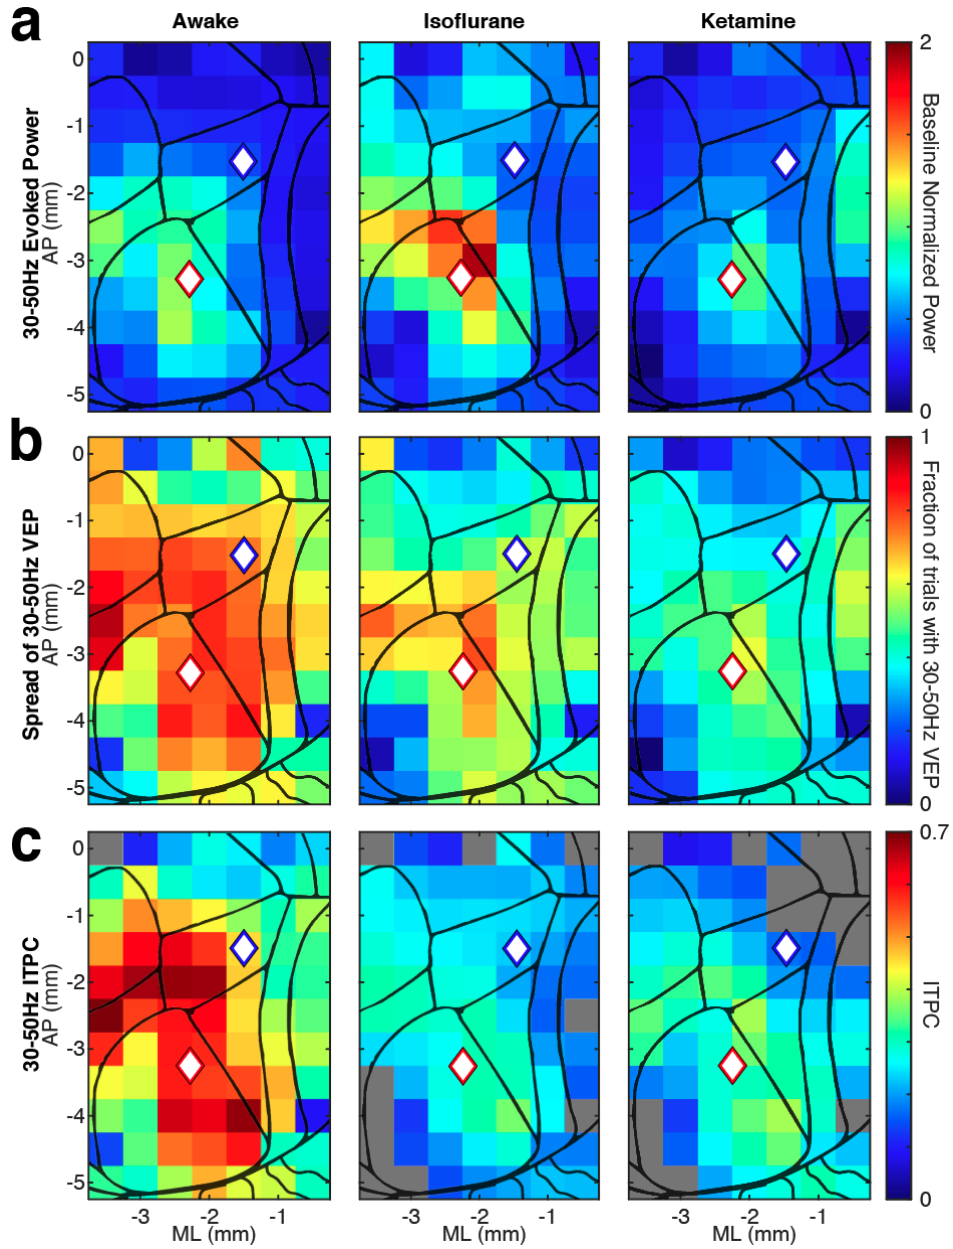 a
Awake
Isoflurane
Ketamine
30-50Hz Evoked Power
AP (mm)
0
-1
-2
-3
-4
-5
2
0
Baseline Normalized Power
b
Spread of 30-50Hz VEP
AP (mm)
0
-1
-2
-3
-4
-5
1
0
Fraction of trials with 30-50Hz VEP
c
30-50Hz ITPC
AP (mm)
0
-1
-2
-3
-4
-5
0.7
0
ITPC
-3 -2 -1
ML (mm)
-3 -2 -1
ML (mm)
-3 -2 -1
ML (mm)